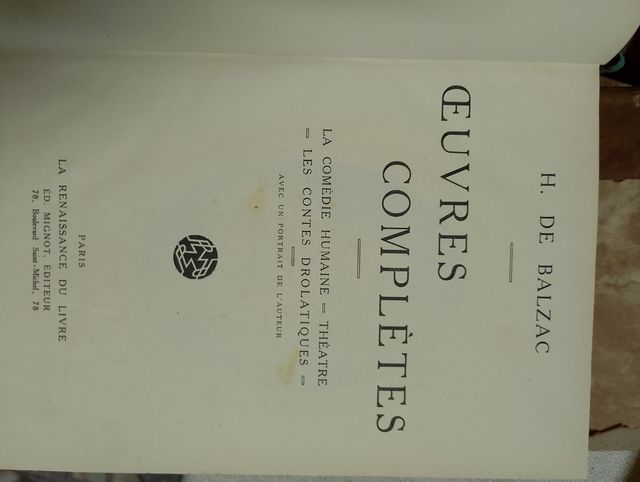 H. DE BALZAC
ŒUVRES
COMPLÈTES
LA COMÉDIE HUMAINE = THÉATRE
= LES CONTES DROLATIQUES =
AVEC UN PORTRAIT DE L'AUTEUR
PARIS
LA RENAISSANCE DU LIVRE
ÉD. MIGNOT, ÉDITEUR
78, Boulevard Saint-Michel, 78